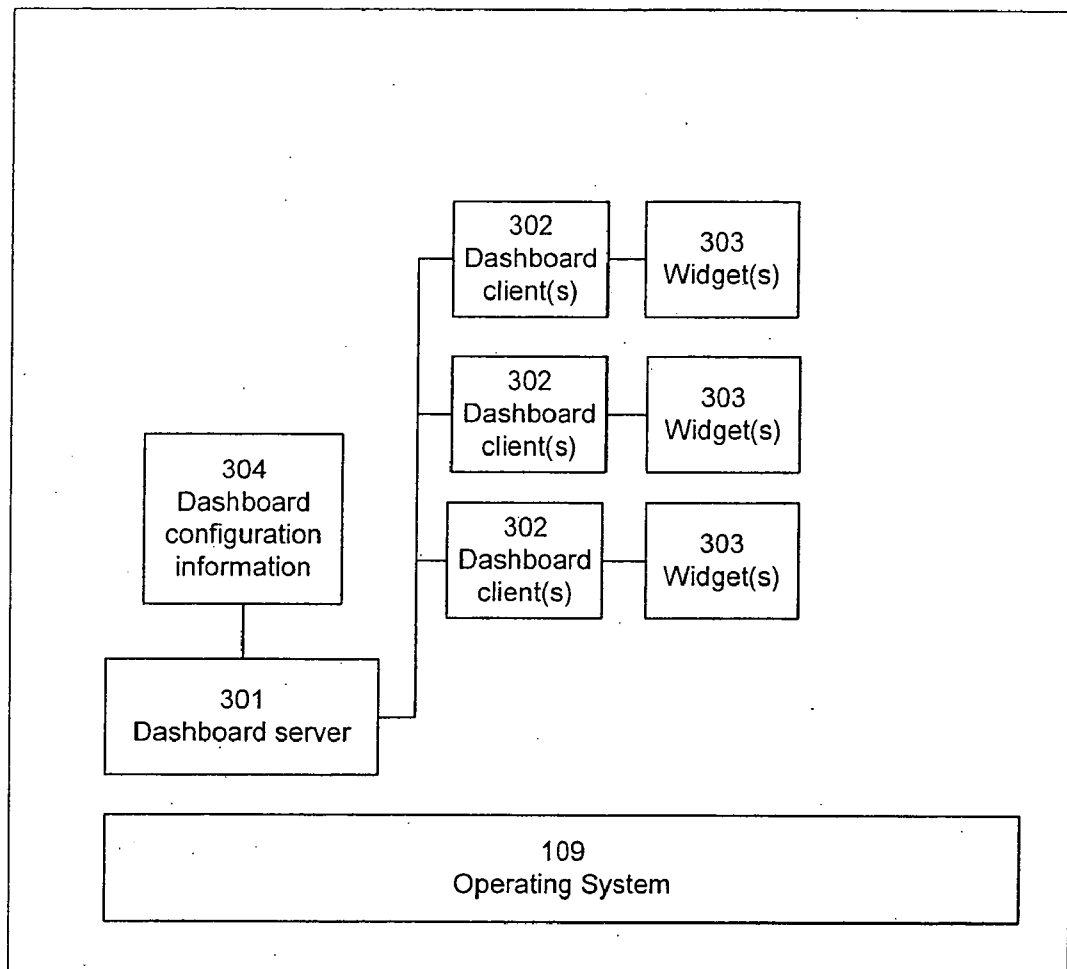 302
Dashboard
client(s)
303
Widget(s)
302
Dashboard
client(s)
303
Widget(s)
304
Dashboard
configuration
information
302
Dashboard
client(s)
303
Widget(s)
301
Dashboard server
109
Operating System